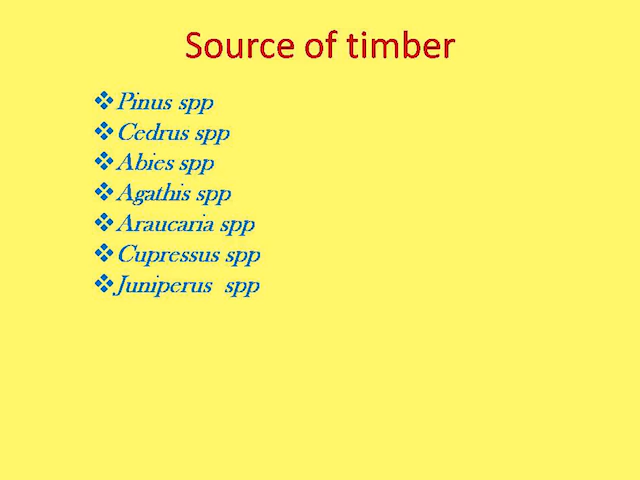 Source of timber
❖Pinus spp
❖Cedrus spp
❖Abies spp
❖Agathis spp
❖Araucaria spp
❖Cupressus spp
❖Juniperus  spp